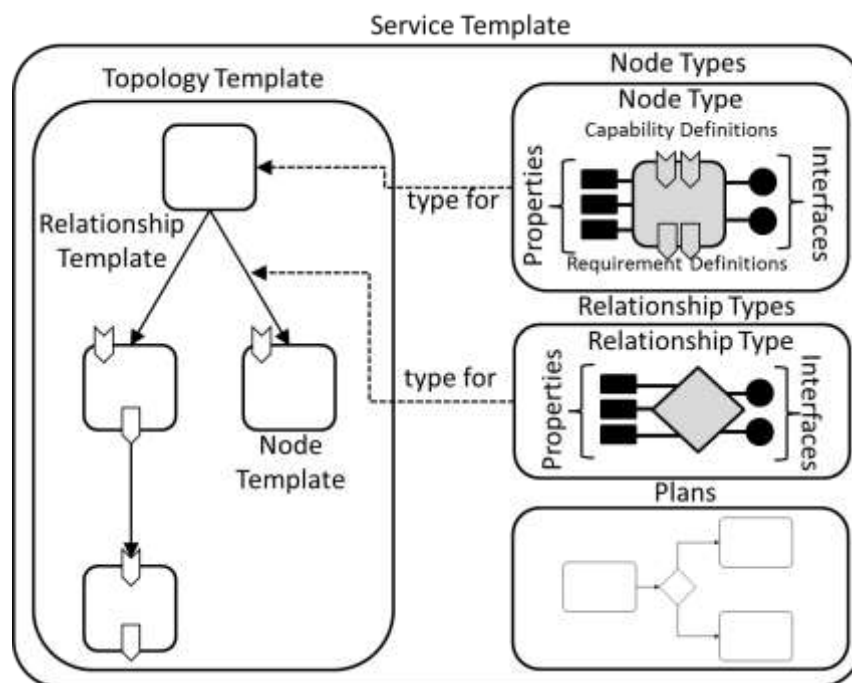 Service Template
Topology Template
Relationship
Template
Node
Template
type for
type for
Node Types
Node Type
Capability Definitions
Properties
Interfaces
Requirement Definitions
Relationship Types
Relationship Type
Properties
Interfaces
Plans